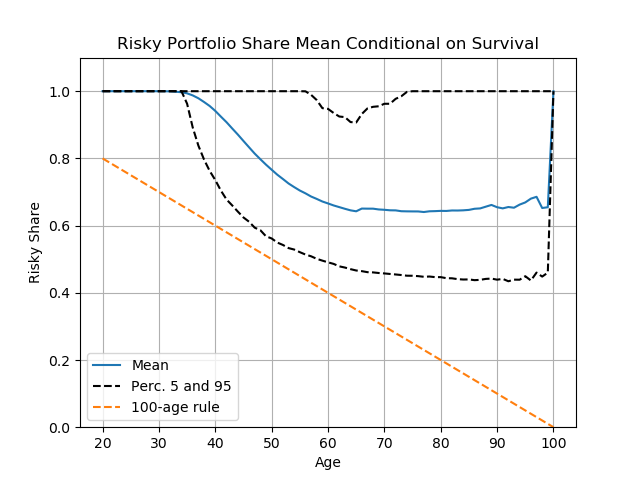 Risky Portfolio Share Mean Conditional on Survival
1.0
0.8
0.6
0.4
0.2
0.0
Risky Share
Mean
Perc. 5 and 95
100-age rule
20 30 40 50 60 70 80 90 100
Age